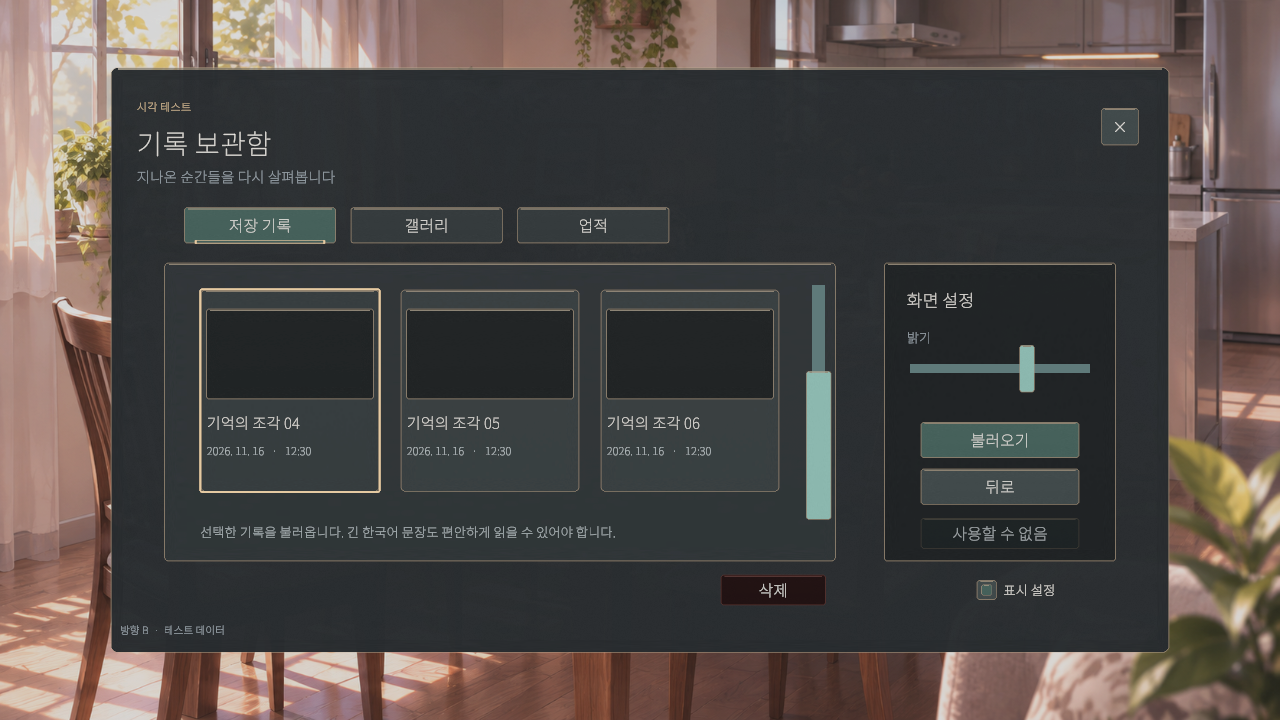 시각 테스트
기록 보관함
지나온 순간들을 다시 살펴봅니다
저장 기록
갤러리
업적
기억의 조각 04
2026. 11. 16 · 12:30
기억의 조각 05
2026. 11. 16 · 12:30
기억의 조각 06
2026. 11. 16 · 12:30
선택한 기록을 불러옵니다. 긴 한국어 문장도 편안하게 읽을 수 있어야 합니다.
삭제
화면 설정
밝기
불러오기
뒤로
사용할 수 없음
표시 설정
방향 B · 테스트 데이터